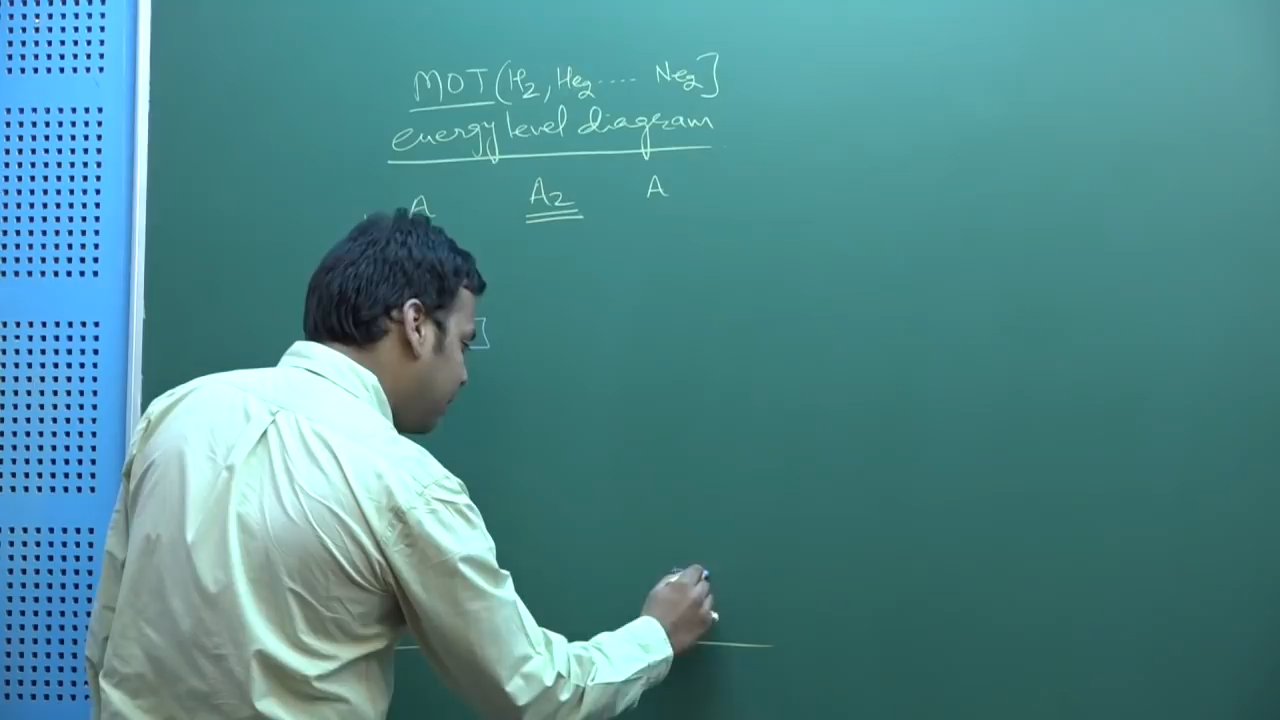 MOT (H2, He2 .... Ne2]
energy level diagram
A A2 A